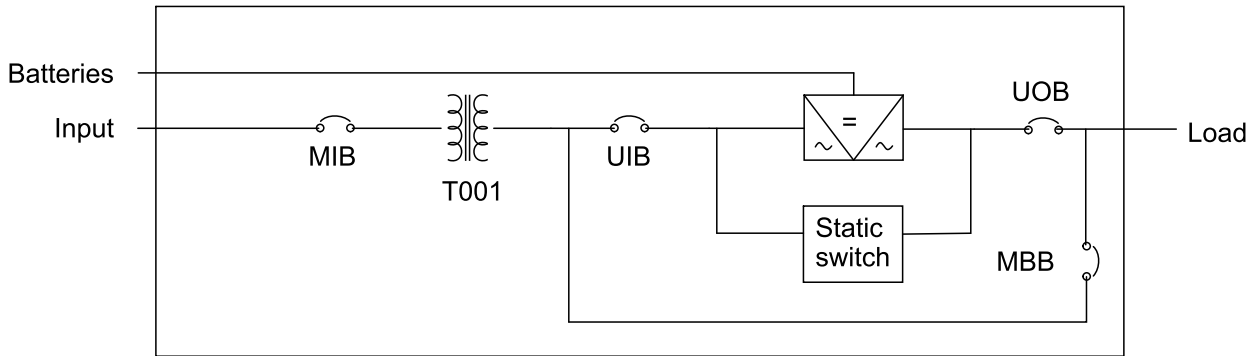 Batteries
Input
MIB
T001
UIB
=
~
~
Static
switch
UOB
MBB
Load